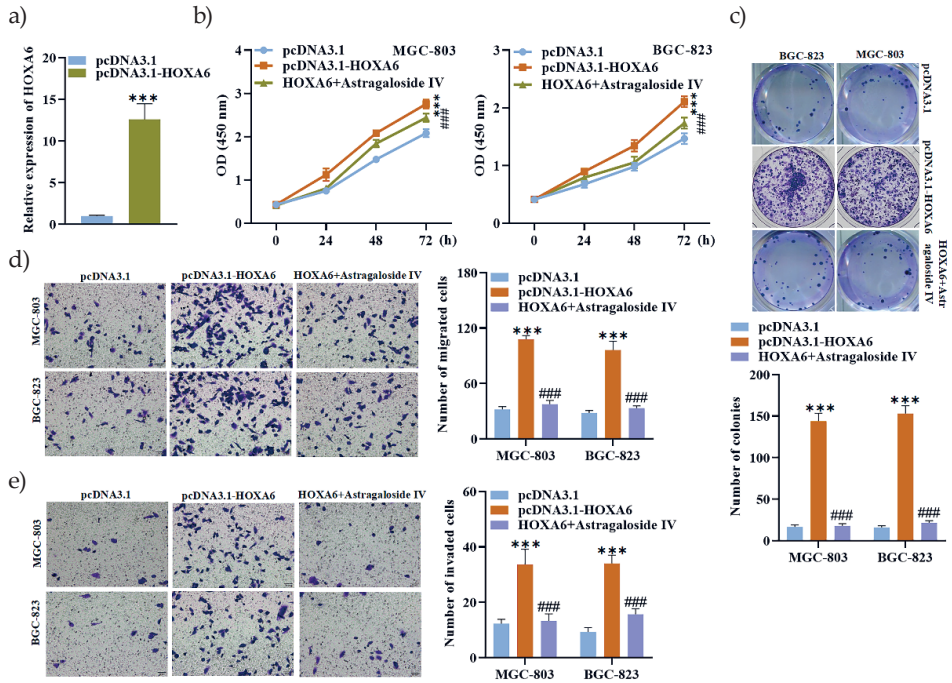 a)
Relative expression of HOXA6
20
15
10
5
0
pcDNA3.1
pcDNA3.1-HOXA6
***
b)
OD (450 nm)
4
3
2
1
0
pcDNA3.1
MGC-803
pcDNA3.1-HOXA6
HOXA6+Astragaloside IV
***
###
0 24 48 72 (h)
OD (450 nm)
3
2
1
0
pcDNA3.1
BGC-823
pcDNA3.1-HOXA6
HOXA6+Astragaloside IV
***
###
0 24 48 72 (h)
c)
BGC-823 MGC-803
pcDNA3.1
pcDNA3.1-HOXA6
HOXA6+Astr
agaloside IV
pcDNA3.1
pcDNA3.1-HOXA6
HOXA6+Astragaloside IV
Number of colonies
200
150
100
50
0
*** ***
### ###
MGC-803 BGC-823
d)
pcDNA3.1 pcDNA3.1-HOXA6 HOXA6+Astragaloside IV
MGC-803
BGC-823
Number of migrated cells
180
120
60
0
pcDNA3.1
pcDNA3.1-HOXA6
HOXA6+Astragaloside IV
*** ***
### ###
MGC-803 BGC-823
e)
pcDNA3.1 pcDNA3.1-HOXA6 HOXA6+Astragaloside IV
MGC-803
BGC-823
Number of invaded cells
60
40
20
0
pcDNA3.1
pcDNA3.1-HOXA6
HOXA6+Astragaloside IV
*** ***
### ###
MGC-803 BGC-823